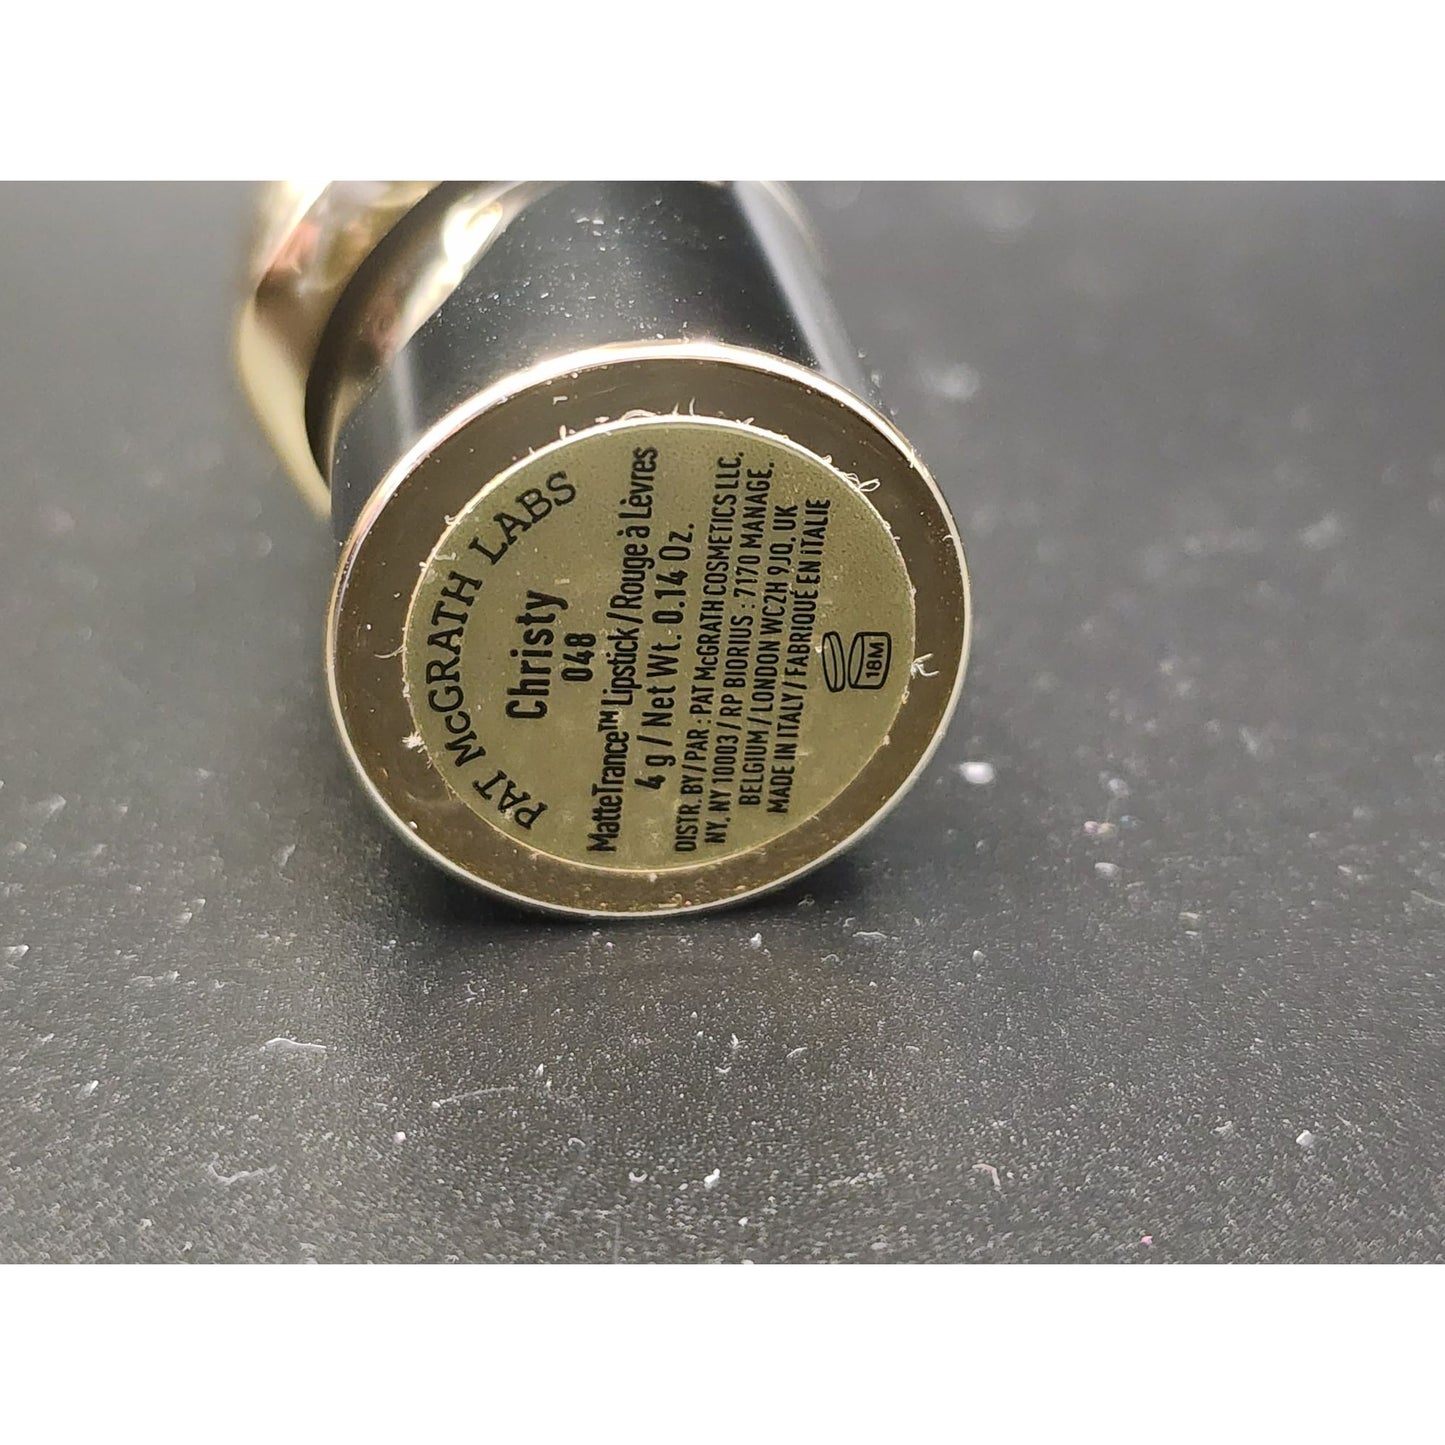 PAT McGRATH LABS
Christy
048
MatteTrance™ Lipstick / Rouge à Lèvres
4 g / Net Wt. 0.14 Oz.
DISTR. BY / PAR : PAT McGRATH COSMETICS LLC,
NY, NY 10003 / RP BIORIUS : 7170 MANAGE,
BELGIUM / LONDON WC2H 9JQ, UK
MADE IN ITALY / FABRIQUÉ EN iTALIE
18M